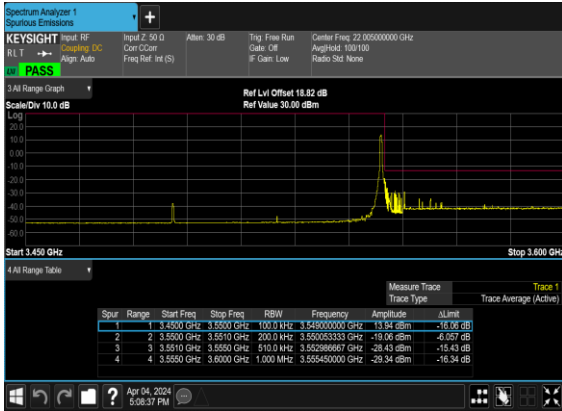 Spectrum Analyzer 1
Spurious Emissions
+
KEYSIGHT Input: RF Input Z: 50 Ω Atten: 30 dB Trig: Free Run Center Freq: 22.005000000 GHz
RLT Coupling: DC Corr CCorr Gate: Off Avg|Hold: 100/100
Align: Auto Freq Ref: Int (S) IF Gain: Low Radio Std: None
PASS
3 All Range Graph
Ref Lvl Offset 18.82 dB
Scale/Div 10.0 dB Ref Value 30.00 dBm
Log
20.0
10.0
0.00
-10.0
-20.0
-30.0
-40.0
-50.0
-60.0
Start 3.450 GHz Stop 3.600 GHz
4 All Range Table
Measure Trace Trace 1
Trace Type Trace Average (Active)
Spur Range Start Freq Stop Freq RBW Frequency Amplitude ΔLimit
1 1 3.4500 GHz 3.5500 GHz 100.0 kHz 3.549000000 GHz 13.94 dBm -16.06 dB
2 2 3.5500 GHz 3.5510 GHz 200.0 kHz 3.550053333 GHz -19.06 dBm -6.057 dB
3 3 3.5510 GHz 3.5550 GHz 510.0 kHz 3.552986667 GHz -28.43 dBm -15.43 dB
4 4 3.5550 GHz 3.6000 GHz 1.000 MHz 3.555450000 GHz -29.34 dBm -16.34 dB
? Apr 04, 2024
5:08:37 PM